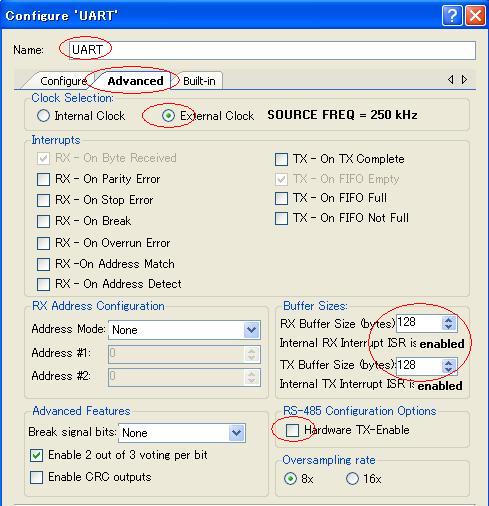 Configure 'UART'
Name: UART
Configure Advanced Built-in
Clock Selection:
Internal Clock External Clock SOURCE FREQ = 250 kHz
Interrupts
RX - On Byte Received TX - On TX Complete
RX - On Parity Error TX - On FIFO Empty
RX - On Stop Error TX - On FIFO Full
RX - On Break TX - On FIFO Not Full
RX - On Overrun Error
RX -On Address Match
RX - On Address Detect
RX Address Configuration
Address Mode: None
Address #1: 0
Address #2: 0
Buffer Sizes:
RX Buffer Size (bytes): 128
Internal RX Interrupt ISR is enabled
TX Buffer Size (bytes): 128
Internal TX Interrupt ISR is enabled
Advanced Features
Break signal bits: None
Enable 2 out of 3 voting per bit
Enable CRC outputs
RS-485 Configuration Options
Hardware TX-Enable
Oversampling rate
8x 16x